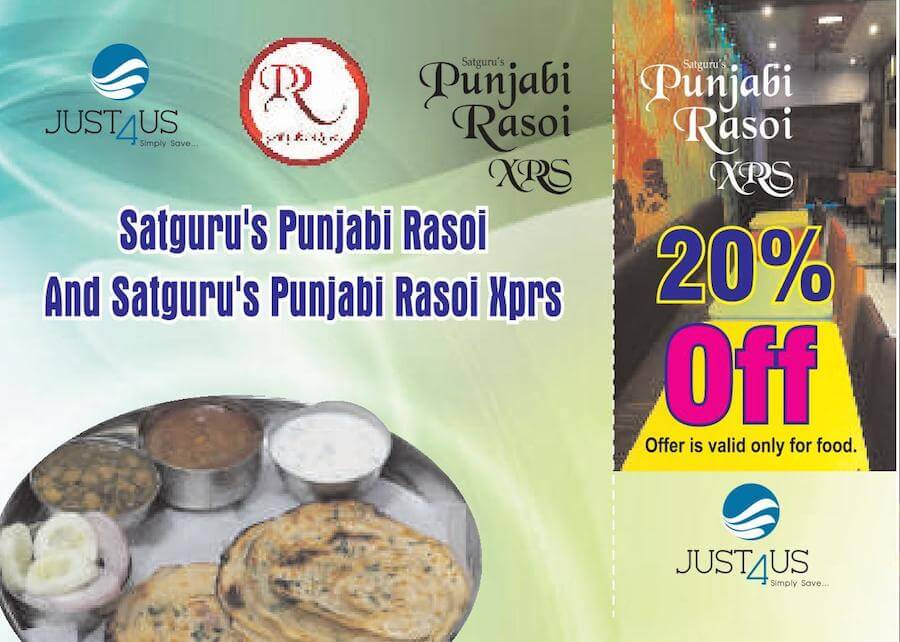 JUST4US
Simply Save...
PR
Satguru's
Punjabi
Rasoi
XPRS
Satguru's Punjabi Rasoi
And Satguru's Punjabi Rasoi Xprs
Satguru's
Punjabi
Rasoi
XPRS
20%
Off
Offer is valid only for food.
JUST4US
Simply Save...